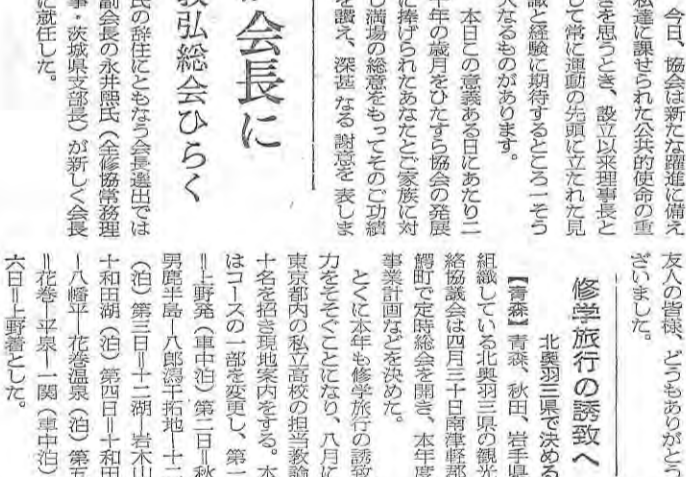 今日、協会は新たな躍進に備え
私達に課せられた公共的使命の重
きを思うとき、設立以来理事長と
して常に運動の先頭に立たれた見
識と経験に期待するところ一そう
大なるものがあります。
本日この意義ある日にあたり二
十年の歳月をひたすら協会の発展
に捧げられたあなたとご家族に対
し満場の総意をもってそのご功績
を讃え、深甚なる謝意を表しま
会長に
弘総会ひらく
氏の辞任にともなう会長選出では
副会長の永井熈氏（全修協常務理
事・茨城県支部長）が新しく会長
に就任した。
友人の皆様、どうもありがとう
ざいました。
修学旅行の誘致へ
北奥羽三県で決める
【青森】青森、秋田、岩手県
組織している北奥羽三県の観光
絡協議会は四月三十日南津軽郡
鰐町で定時総会を開き、本年度
事業計画などを決めた。
とくに本年も修学旅行の誘致
力をそそぐことになり、八月に
東京都内の私立高校の担当教諭
十名を招き現地案内をする。本
はコースの一部を変更し、第一
＝上野発（車中泊）第二日＝秋
男鹿半島―八郎潟干拓地―十二
（泊）第三日＝十二湖―岩木山
十和田湖（泊）第四日＝十和田
―八幡平―花巻温泉（泊）第五
＝花巻―平泉―一関（車中泊）
六日＝上野着とした。